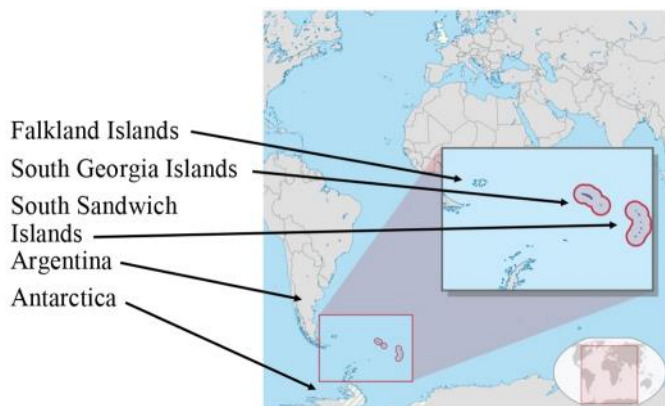 Falkland Islands
South Georgia Islands
South Sandwich
Islands
Argentina
Antarctica